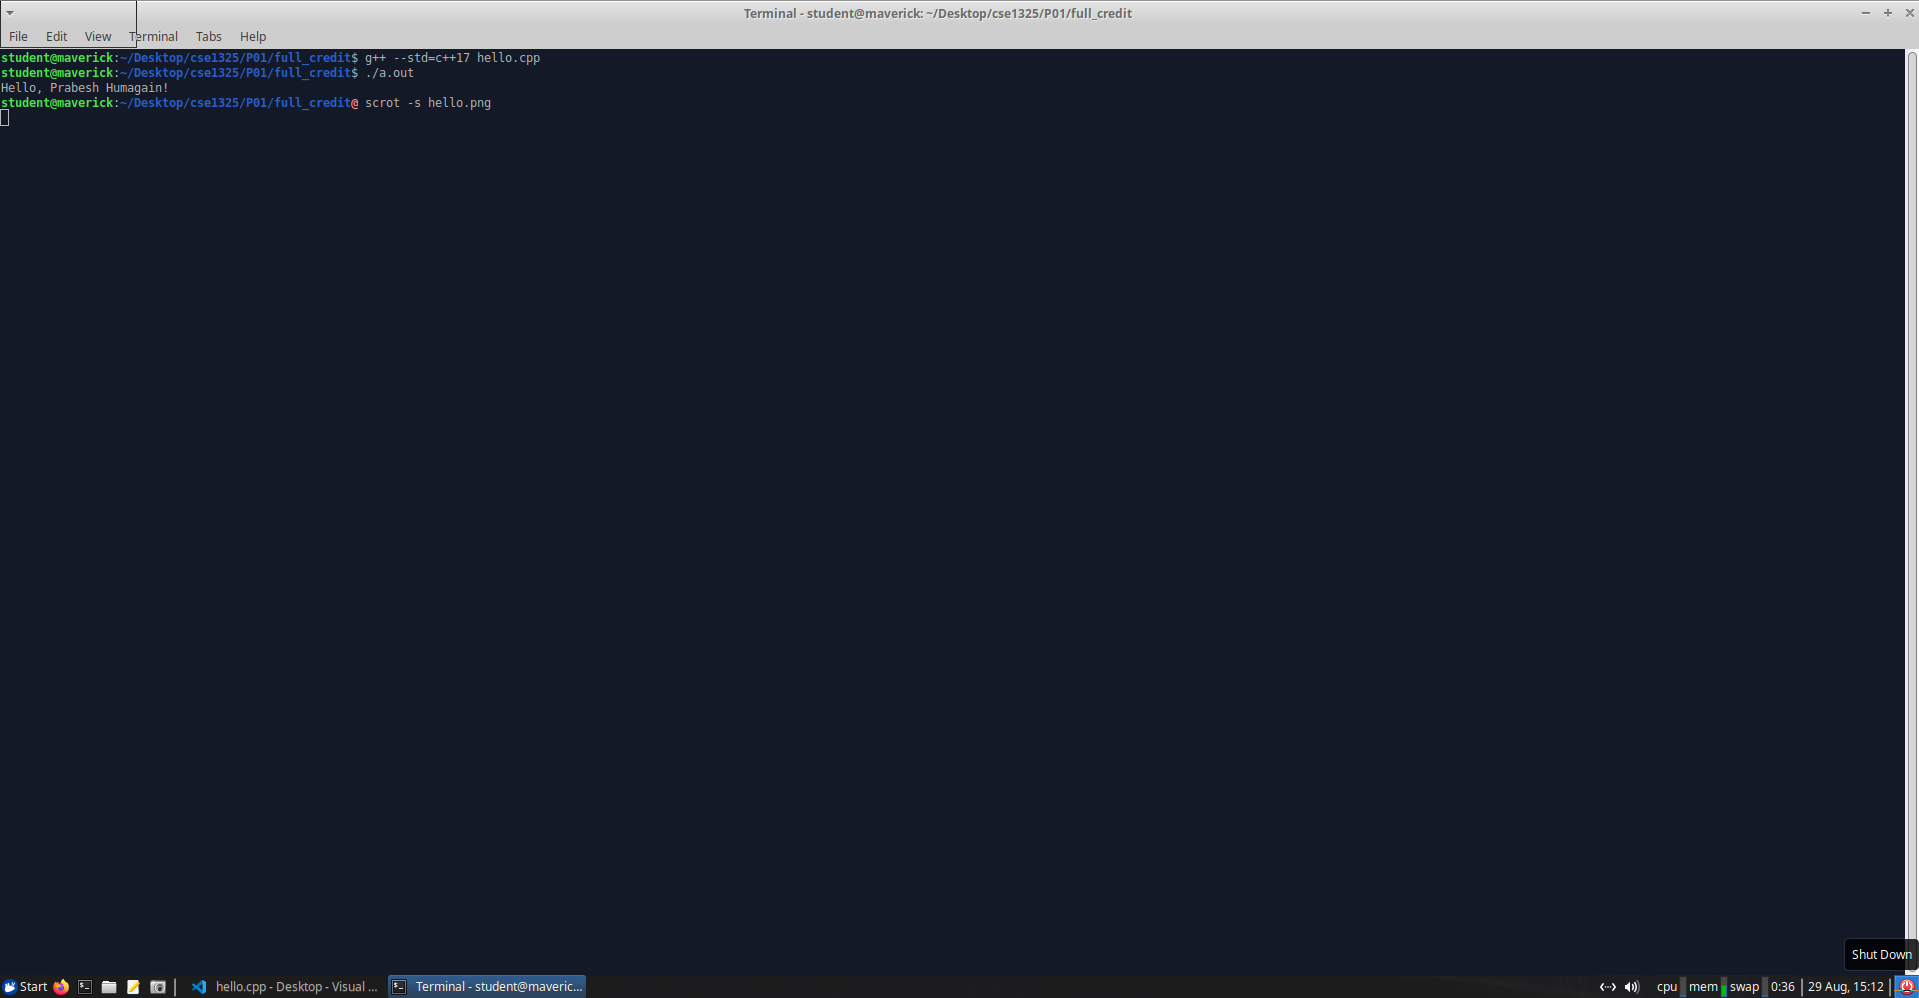 Terminal - student@maverick: ~/Desktop/cse1325/P01/full_credit
File Edit View Terminal Tabs Help
student@maverick:~/Desktop/cse1325/P01/full_credit$ g++ --std=c++17 hello.cpp
student@maverick:~/Desktop/cse1325/P01/full_credit$ ./a.out
Hello, Prabesh Humagain!
student@maverick:~/Desktop/cse1325/P01/full_credit@ scrot -s hello.png
Shut Down
Start hello.cpp - Desktop - Visual ... Terminal - student@maveric... cpu mem swap 0:36 29 Aug, 15:12